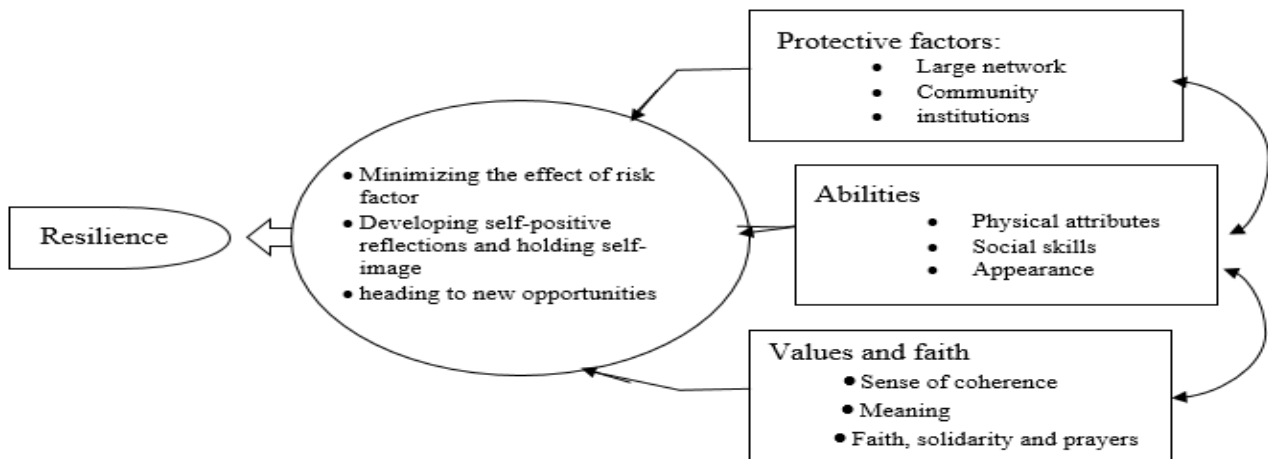 Protective factors:
• Large network
• Community
• institutions
• Minimizing the effect of risk
factor
• Developing self-positive
reflections and holding self-
image
• heading to new opportunities
Resilience
Abilities
• Physical attributes
• Social skills
• Appearance
Values and faith
• Sense of coherence
• Meaning
• Faith, solidarity and prayers